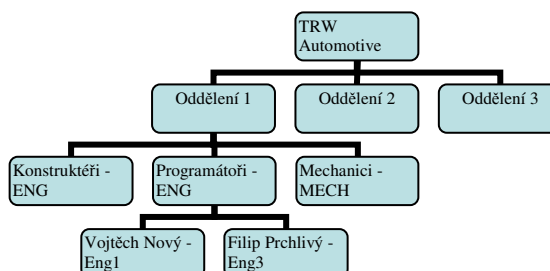 TRW
Automotive
Oddělení 1
Oddělení 2
Oddělení 3
Konstruktéři -
ENG
Programátoři -
ENG
Mechanici -
MECH
Vojtěch Nový -
Eng1
Filip Prchlivý -
Eng3